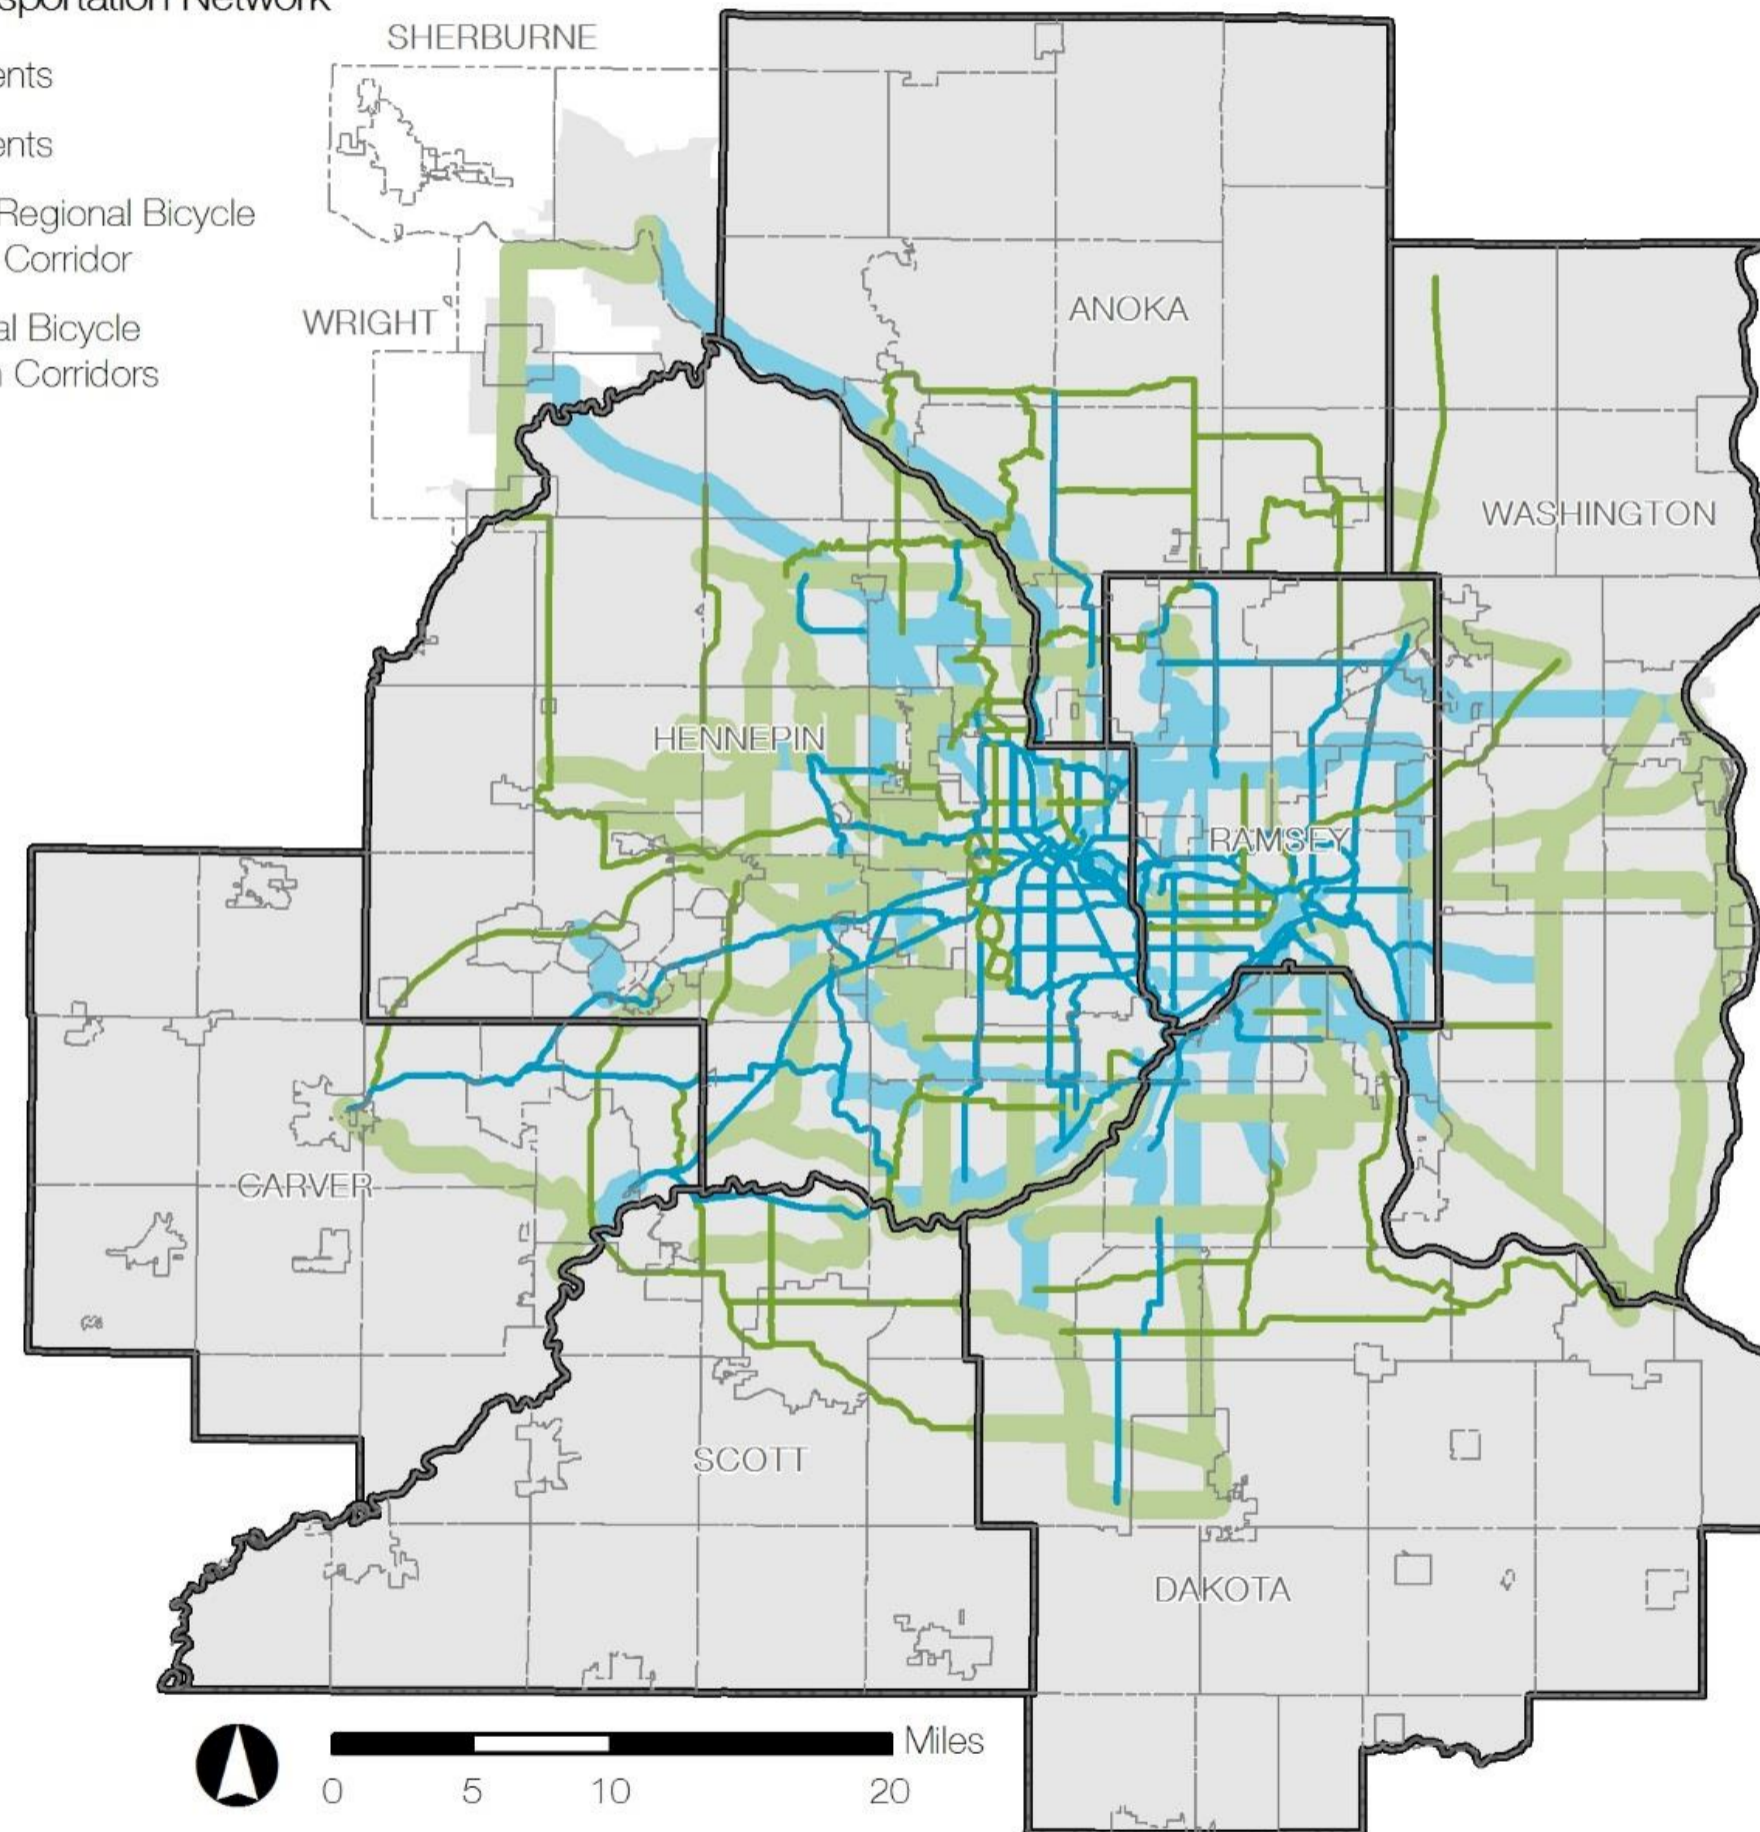 sportation Network
ents
ents
Regional Bicycle
Corridor
al Bicycle
Corridors
SHERBURNE
WRIGHT
ANOKA
WASHINGTON
HENNEPIN
RAMSEY
CARVER
SCOTT
DAKOTA
Miles
0 5 10 20